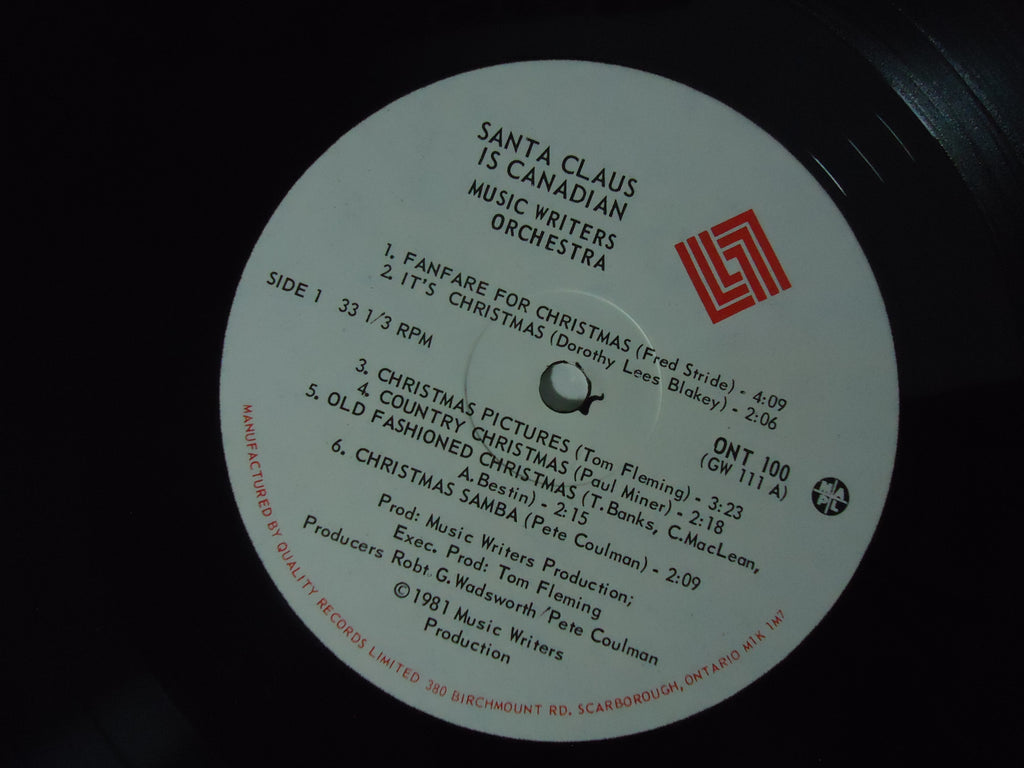 SANTA CLAUS
IS CANADIAN
MUSIC WRITERS
ORCHESTRA
1. FANFARE FOR CHRISTMAS (Fred Stride) - 4:09
2. IT'S CHRISTMAS (Dorothy Lees Blakey) - 2:06
SIDE 1 33 1/3 RPM
ONT 100
(GW 111 A)
MAPL
3. CHRISTMAS PICTURES (Tom Fleming) - 3:23
4. COUNTRY CHRISTMAS (Paul Miner) - 2:18
5. OLD FASHIONED CHRISTMAS (T. Banks, C. MacLean,
A. Bestin) - 2:15
6. CHRISTMAS SAMBA (Pete Coulman) - 2:09
Prod: Music Writers Production;
Exec. Prod: Tom Fleming
Producers Robt. G. Wadsworth/Pete Coulman
© 1981 Music Writers
Production
MANUFACTURED BY QUALITY RECORDS LIMITED 380 BIRCHMOUNT RD. SCARBOROUGH, ONTARIO M1K 1M7